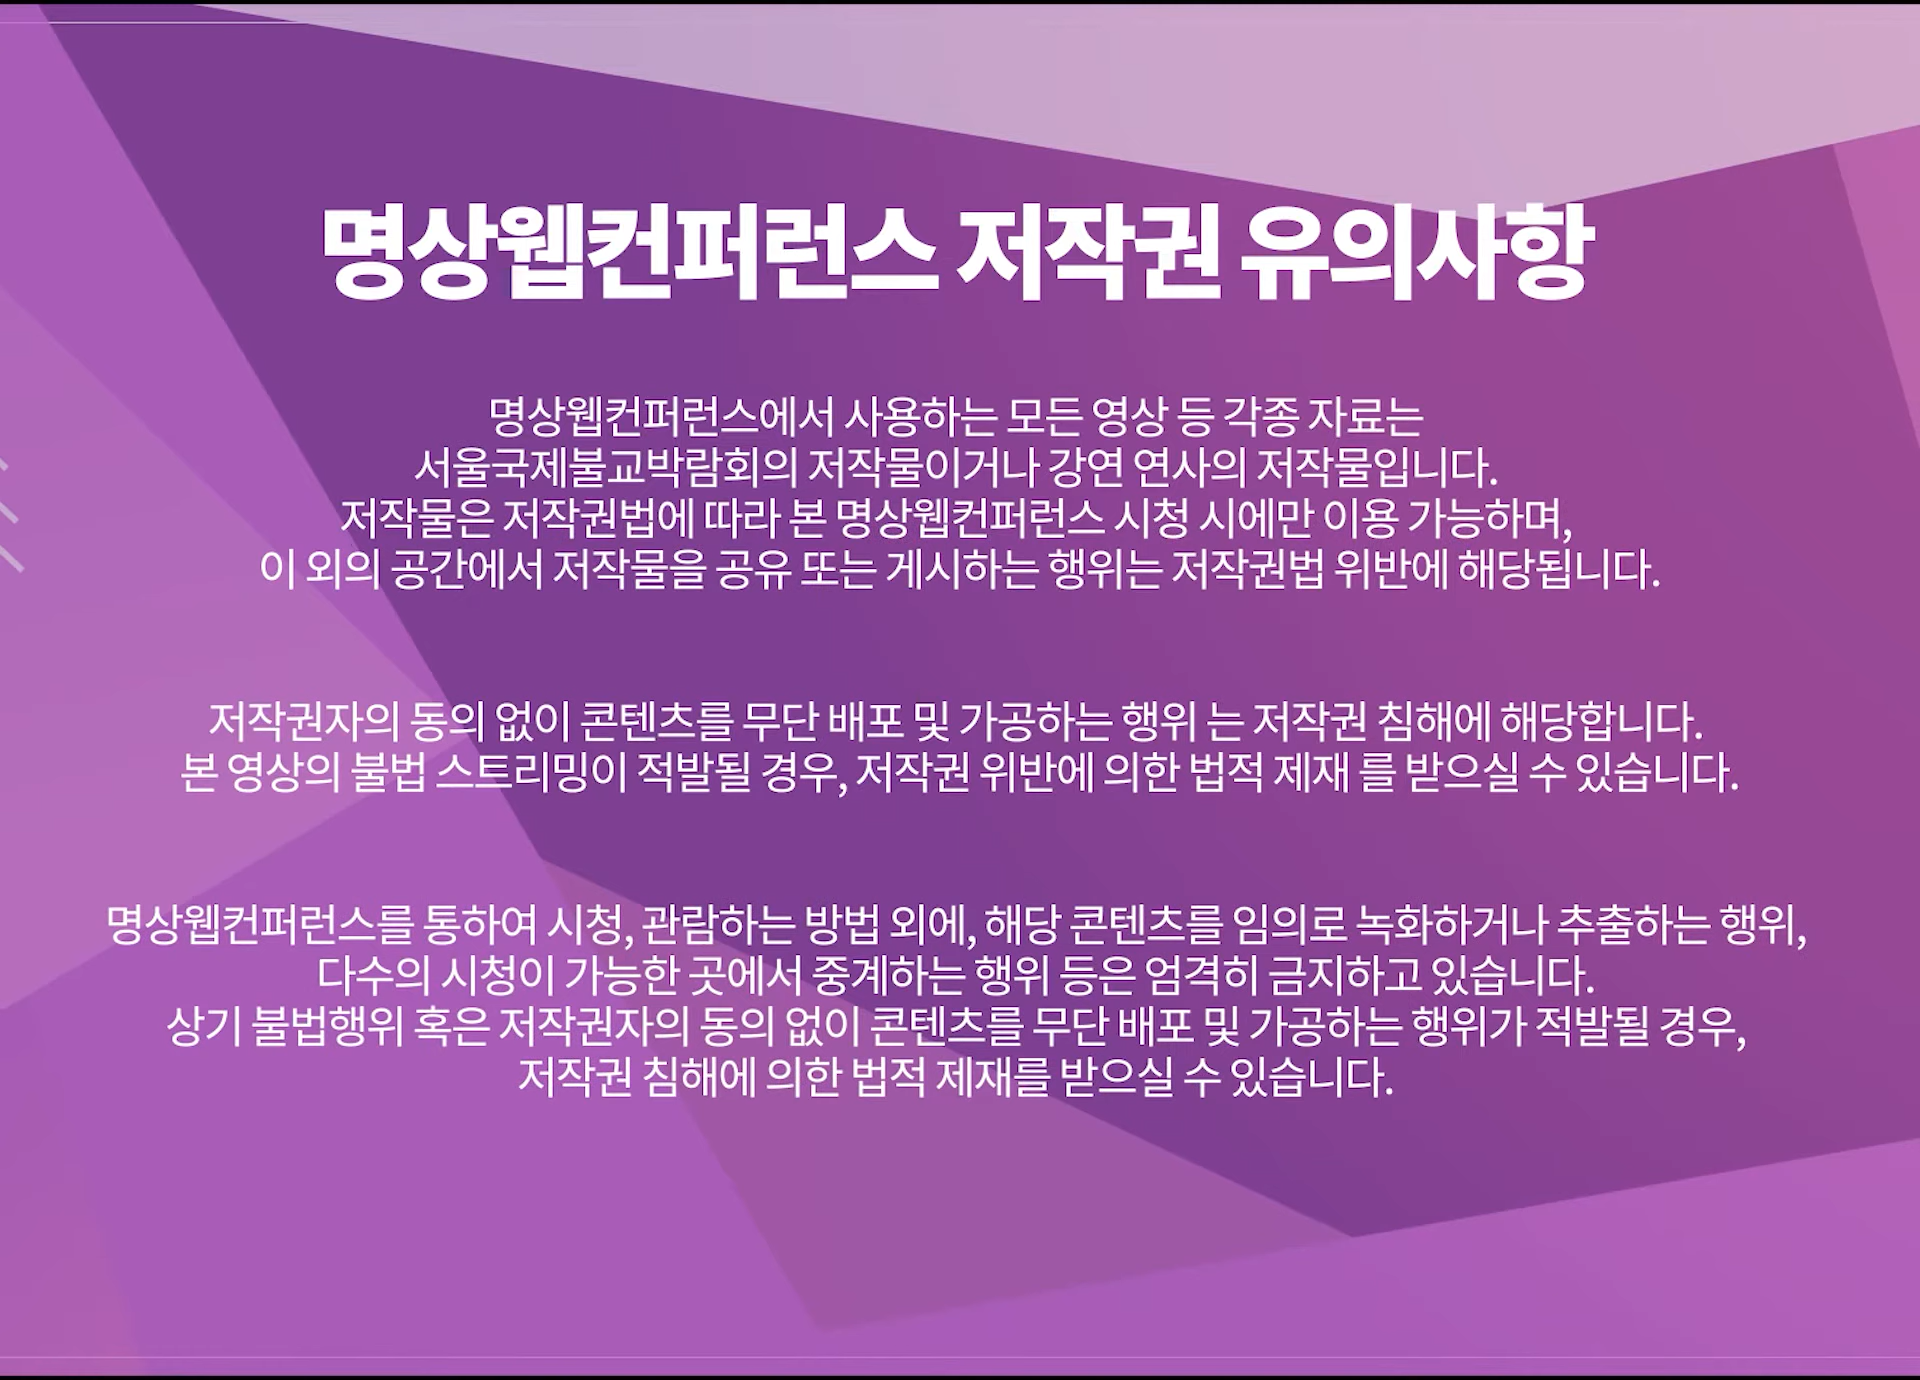 명상웹컨퍼런스 저작권 유의사항
명상웹컨퍼런스에서 사용하는 모든 영상 등 각종 자료는
서울국제불교박람회의 저작물이거나 강연 연사의 저작물입니다.
저작물은 저작권법에 따라 본 명상웹컨퍼런스 시청 시에만 이용 가능하며,
이 외의 공간에서 저작물을 공유 또는 게시하는 행위는 저작권법 위반에 해당됩니다.
저작권자의 동의 없이 콘텐츠를 무단 배포 및 가공하는 행위 는 저작권 침해에 해당합니다.
본 영상의 불법 스트리밍이 적발될 경우, 저작권 위반에 의한 법적 제재 를 받으실 수 있습니다.
명상웹컨퍼런스를 통하여 시청, 관람하는 방법 외에, 해당 콘텐츠를 임의로 녹화하거나 추출하는 행위,
다수의 시청이 가능한 곳에서 중계하는 행위 등은 엄격히 금지하고 있습니다.
상기 불법행위 혹은 저작권자의 동의 없이 콘텐츠를 무단 배포 및 가공하는 행위가 적발될 경우,
저작권 침해에 의한 법적 제재를 받으실 수 있습니다.